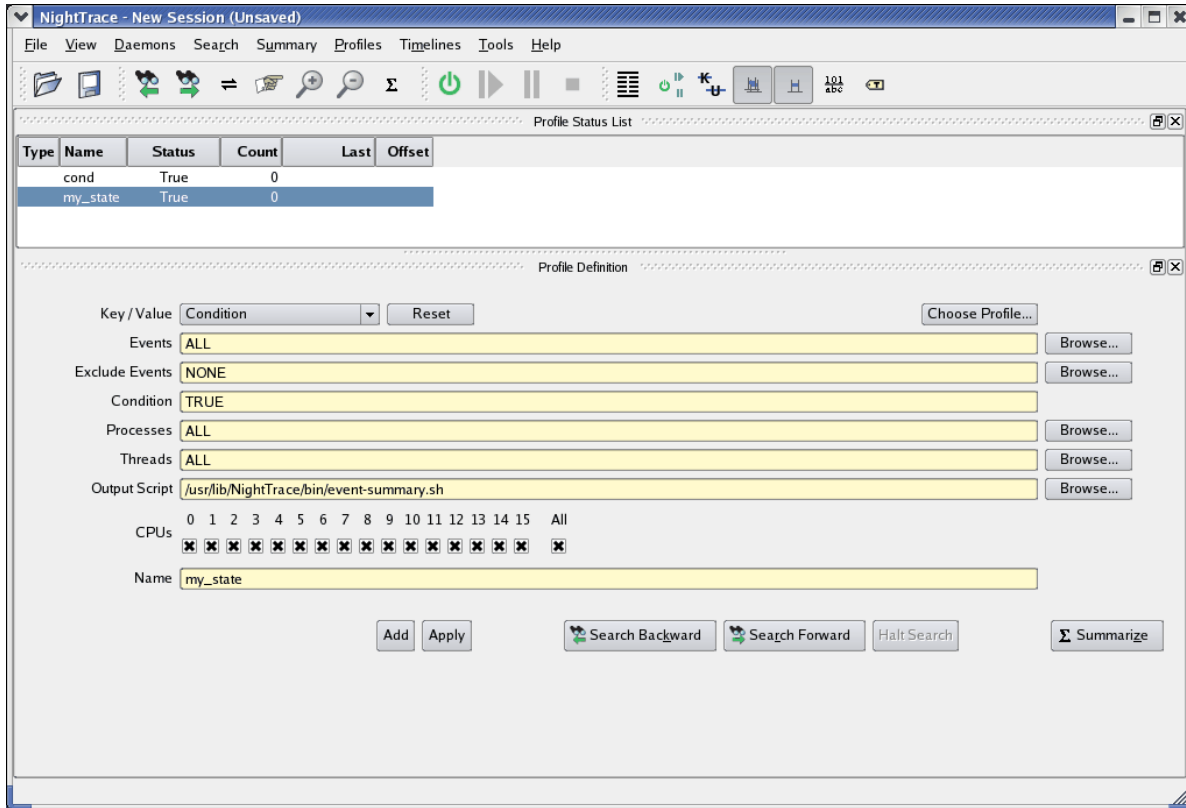 NightTrace - New Session (Unsaved)
File View Daemons Search Summary Profiles Timelines Tools Help
Σ K U 101 abc T
Profile Status List
Type Name Status Count Last Offset
cond True 0
my_state True 0
Profile Definition
Key / Value Condition Reset Choose Profile...
Events ALL Browse...
Exclude Events NONE Browse...
Condition TRUE
Processes ALL Browse...
Threads ALL Browse...
Output Script /usr/lib/NightTrace/bin/event-summary.sh Browse...
0 1 2 3 4 5 6 7 8 9 10 11 12 13 14 15 All
CPUs
Name my_state
Add Apply Search Backward Search Forward Halt Search Σ Summarize